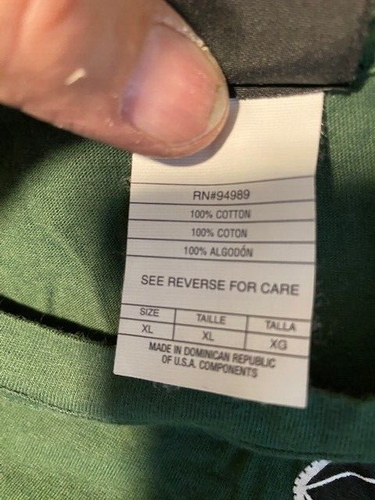 RN#94989
100% COTTON
100% COTON
100% ALGODÓN
SEE REVERSE FOR CARE
SIZE TAILLE TALLA
XL XL XG
MADE IN DOMINICAN REPUBLIC
OF U.S.A. COMPONENTS